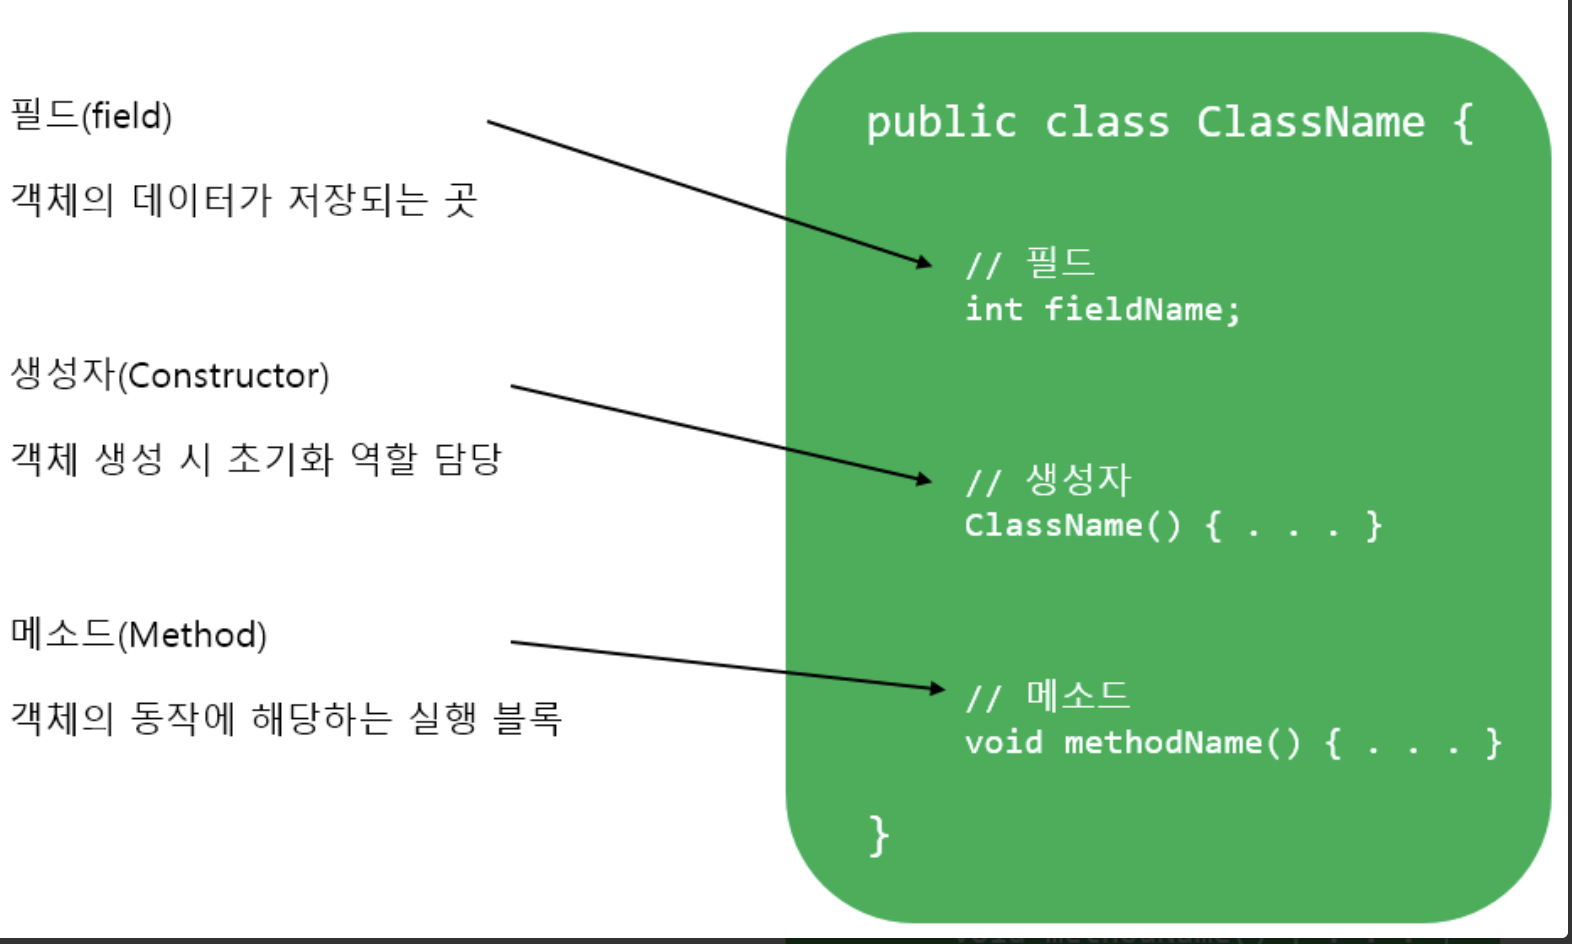 필드(field)
객체의 데이터가 저장되는 곳
생성자(Constructor)
객체 생성 시 초기화 역할 담당
메소드(Method)
객체의 동작에 해당하는 실행 블록
public class ClassName {
// 필드
int fieldName;
// 생성자
ClassName() { . . . }
// 메소드
void methodName() { . . . }
}